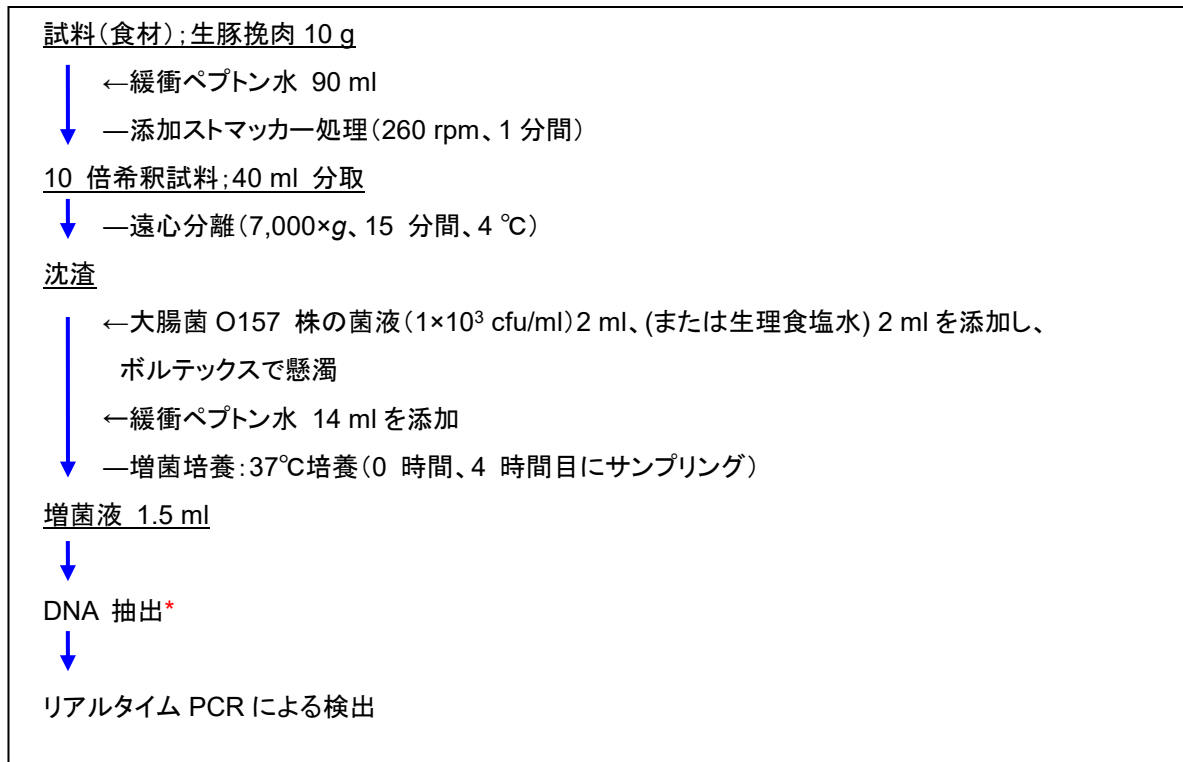 試料（食材）；生豚挽肉 10 g
←緩衝ペプトン水 90 ml
—添加ストマッカー処理（260 rpm、1 分間）
10 倍希釈試料；40 ml 分取
—遠心分離（7,000×g、15 分間、4 ℃）
沈渣
←大腸菌 O157 株の菌液（1×10³ cfu/ml）2 ml、(または生理食塩水) 2 ml を添加し、
ボルテックスで懸濁
←緩衝ペプトン水 14 ml を添加
—増菌培養：37℃培養（0 時間、4 時間目にサンプリング）
増菌液 1.5 ml
DNA 抽出*
リアルタイム PCR による検出